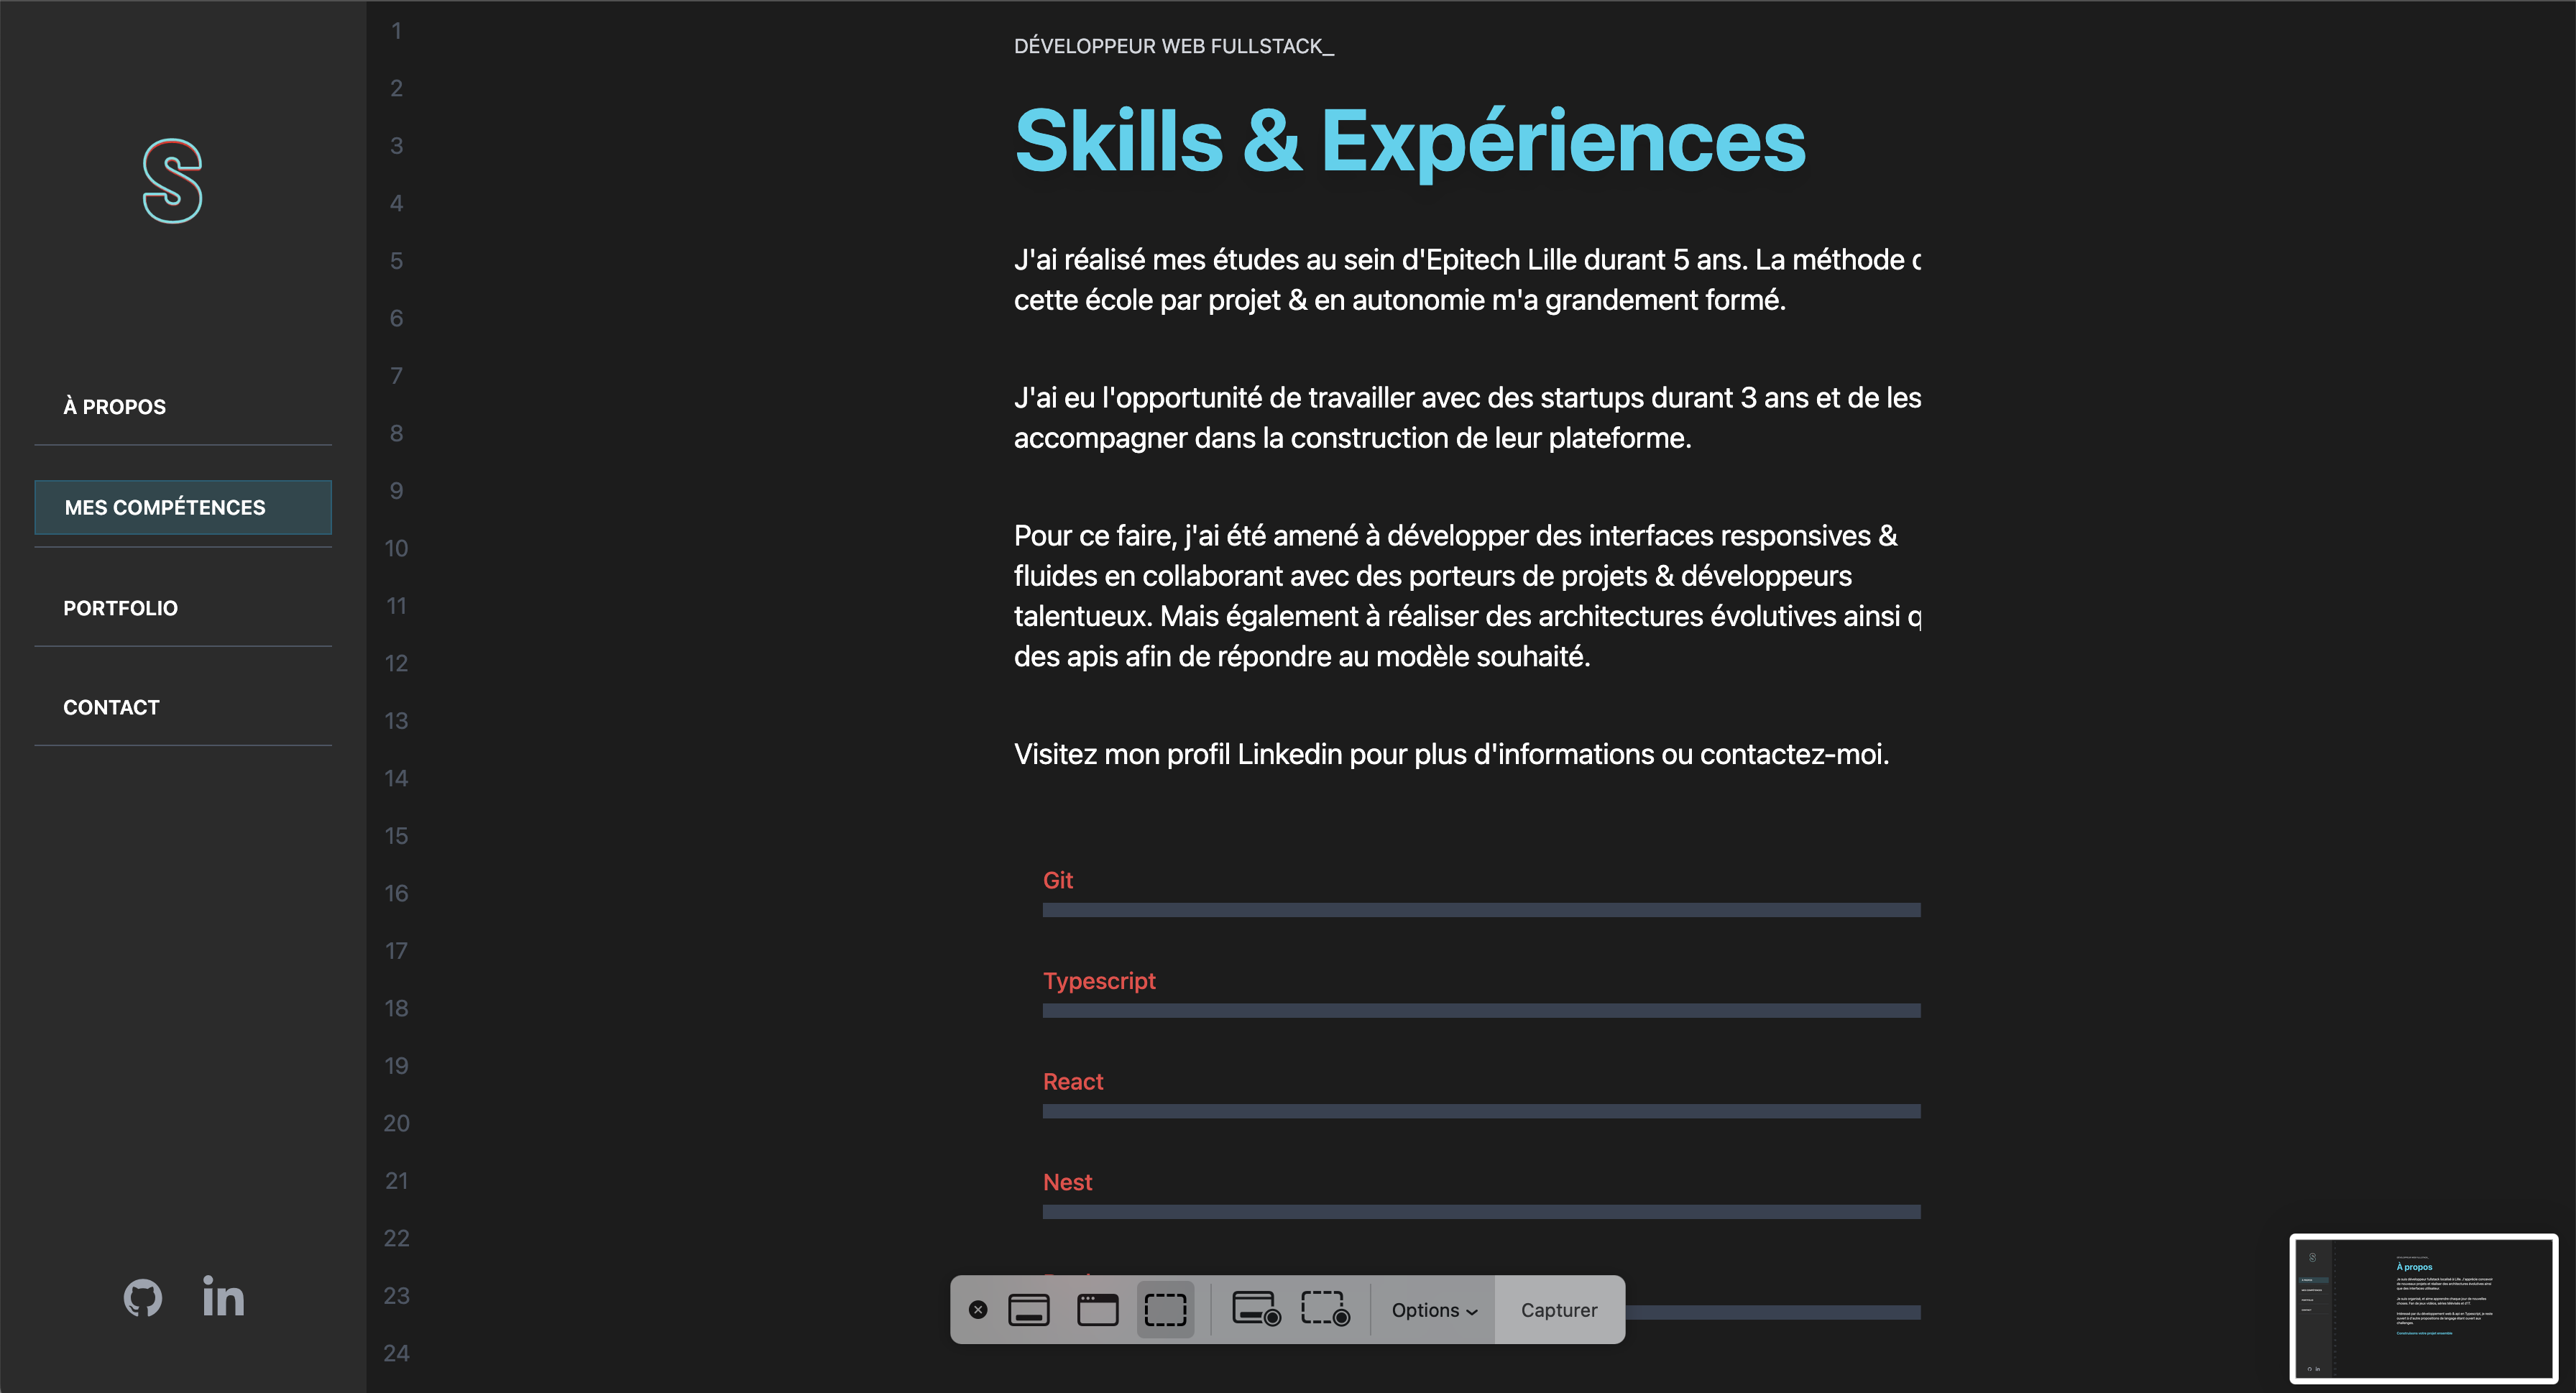 S
À PROPOS
MES COMPÉTENCES
PORTFOLIO
CONTACT
in
1
2
3
4
5
6
7
8
9
10
11
12
13
14
15
16
17
18
19
20
21
22
23
24
DÉVELOPPEUR WEB FULLSTACK_
Skills & Expériences
J'ai réalisé mes études au sein d'Epitech Lille durant 5 ans. La méthode
cette école par projet & en autonomie m'a grandement formé.
J'ai eu l'opportunité de travailler avec des startups durant 3 ans et de les
accompagner dans la construction de leur plateforme.
Pour ce faire, j'ai été amené à développer des interfaces responsives &
fluides en collaborant avec des porteurs de projets & développeurs
talentueux. Mais également à réaliser des architectures évolutives ainsi
des apis afin de répondre au modèle souhaité.
Visitez mon profil Linkedin pour plus d'informations ou contactez-moi.
Git
Typescript
React
Nest
Options
Capturer
À propos